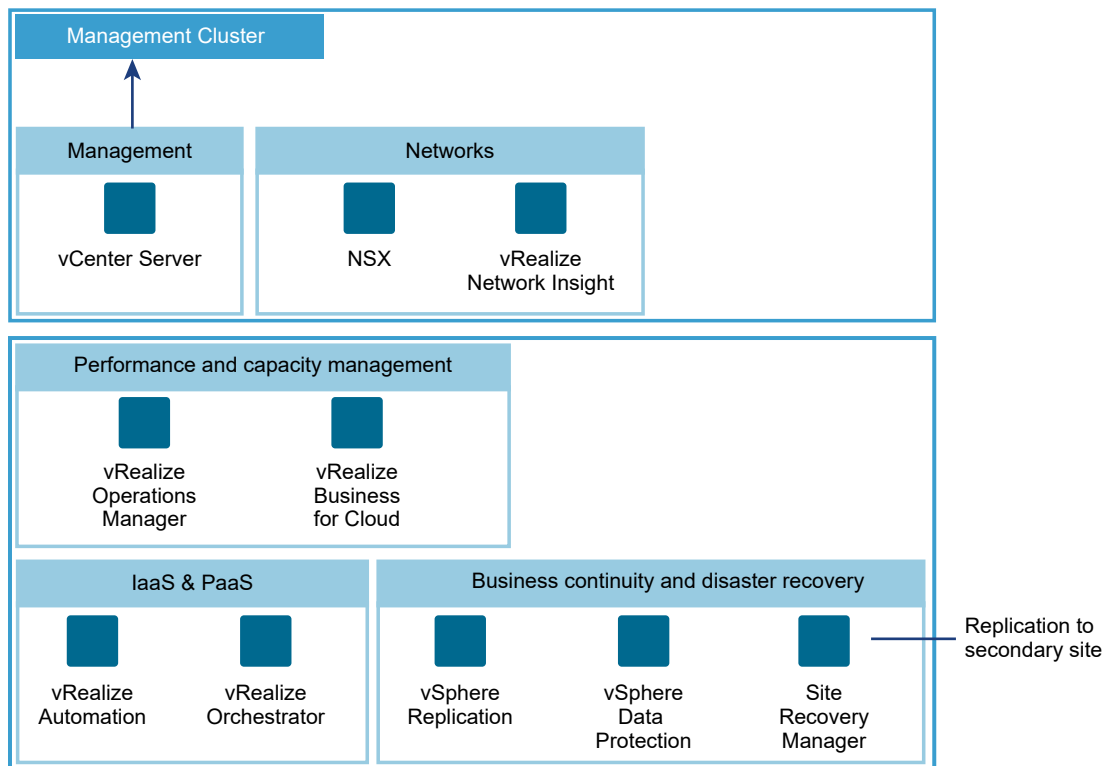 Management Cluster
Management
Networks
vCenter Server
NSX
vRealize
Network Insight
Performance and capacity management
vRealize
Operations
Manager
vRealize
Business
for Cloud
IaaS & PaaS
Business continuity and disaster recovery
vRealize
Automation
vRealize
Orchestrator
vSphere
Replication
vSphere
Data
Protection
Site
Recovery
Manager
Replication to
secondary site